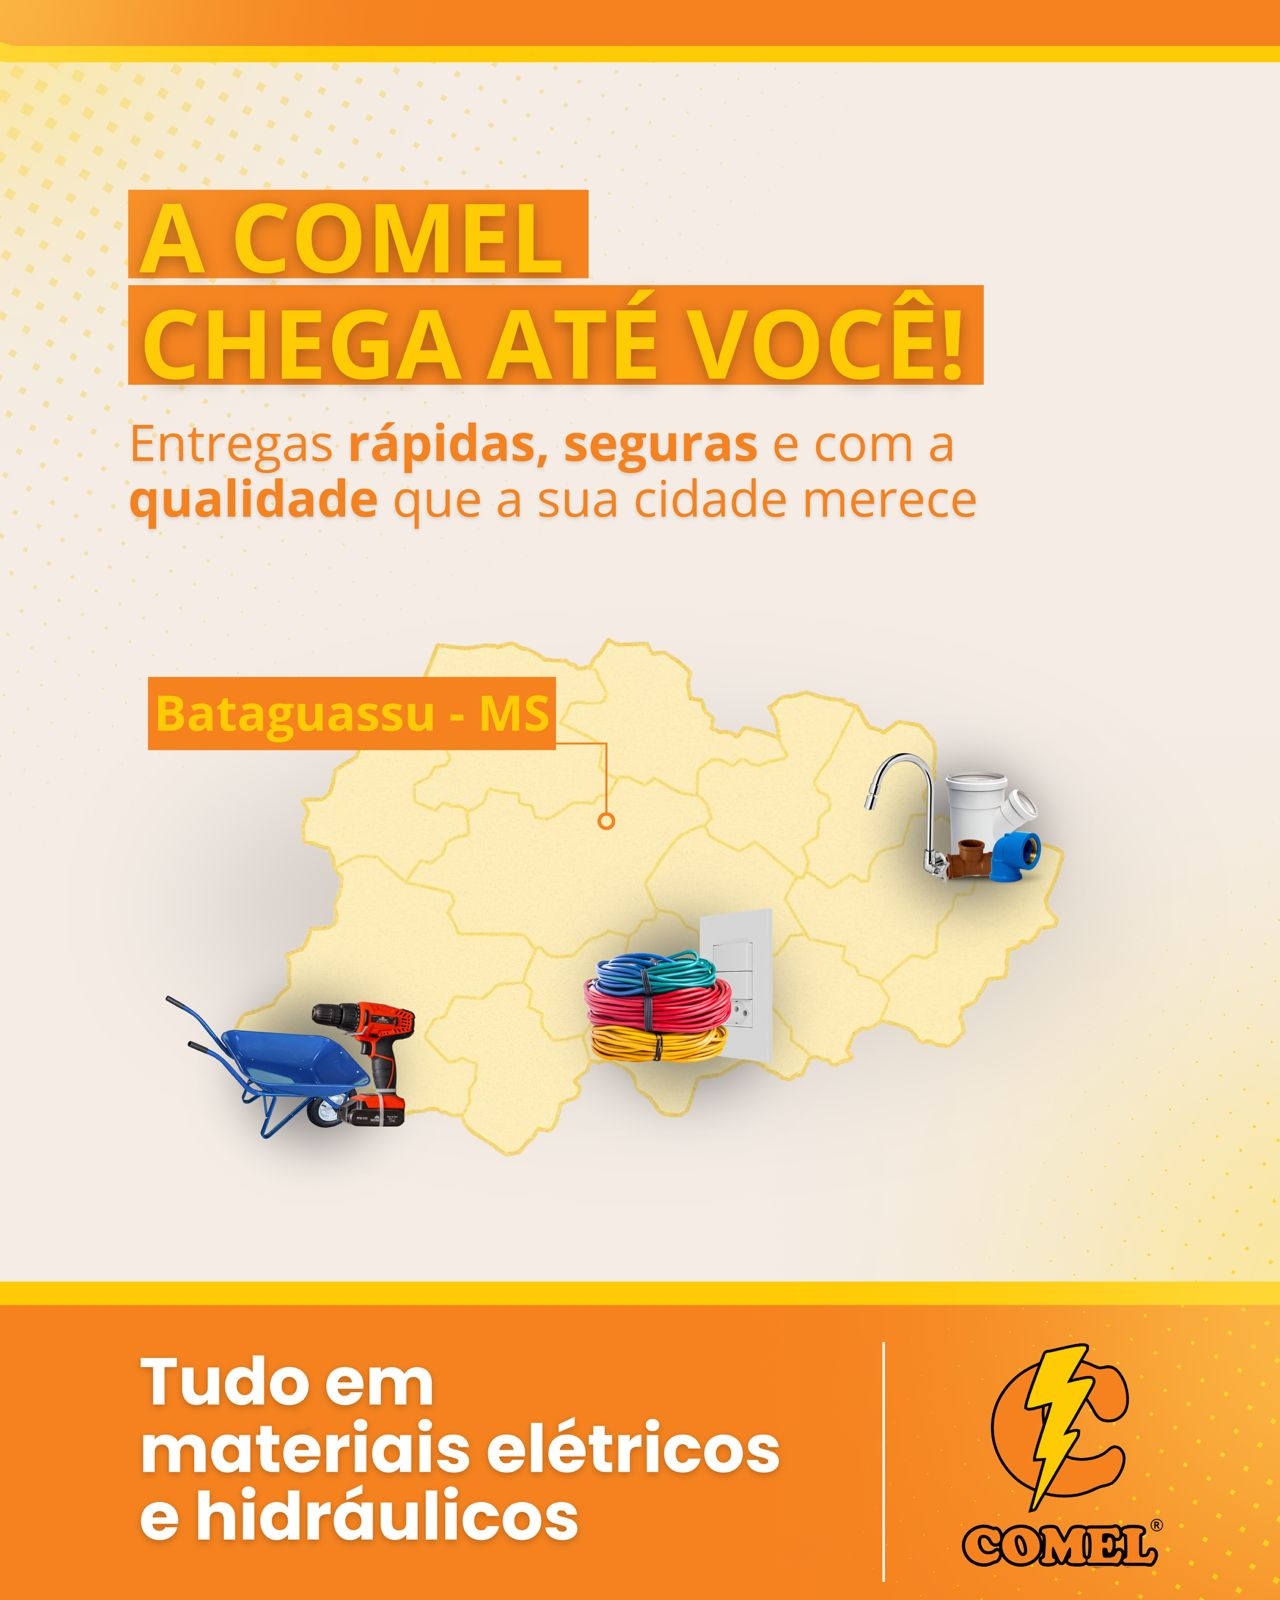 A COMEL
CHEGA ATÉ VOCÊ!
Entregas rápidas, seguras e com a
qualidade que a sua cidade merece
Bataguassu - MS
Tudo em
materiais elétricos
e hidráulicos
COMEL®